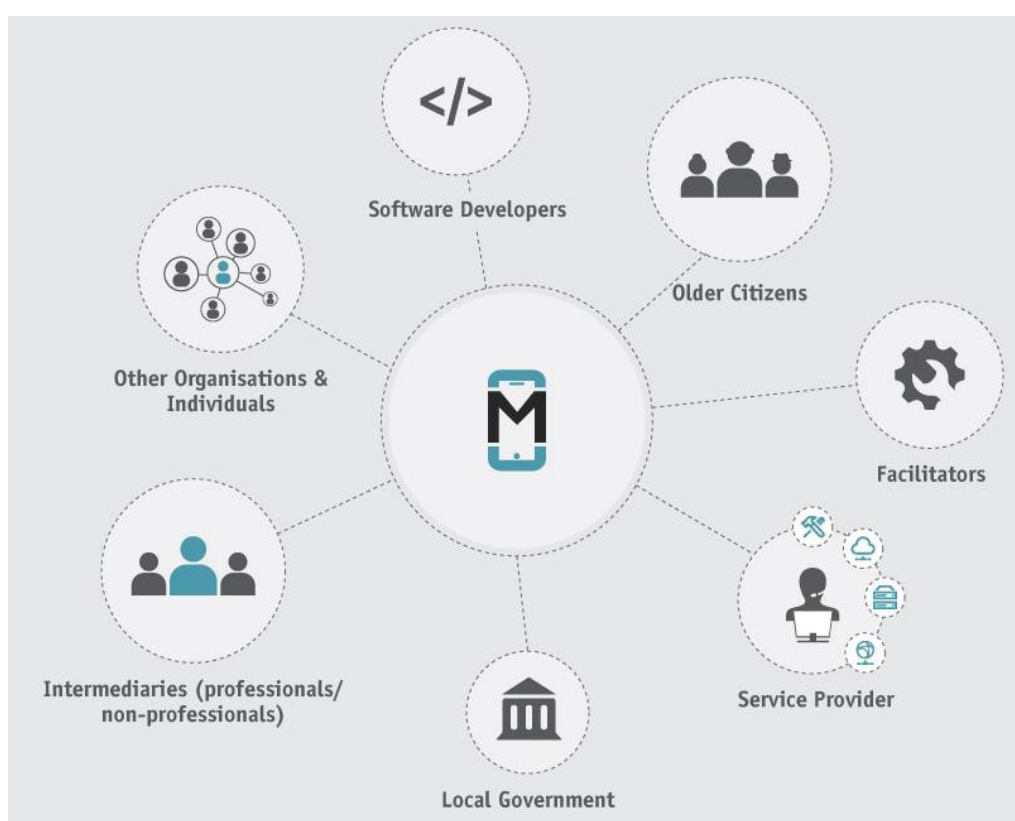 </>
Software Developers
Older Citizens
Other Organisations &
Individuals
M
Facilitators
Intermediaries (professionals/
non-professionals)
Service Provider
Local Government